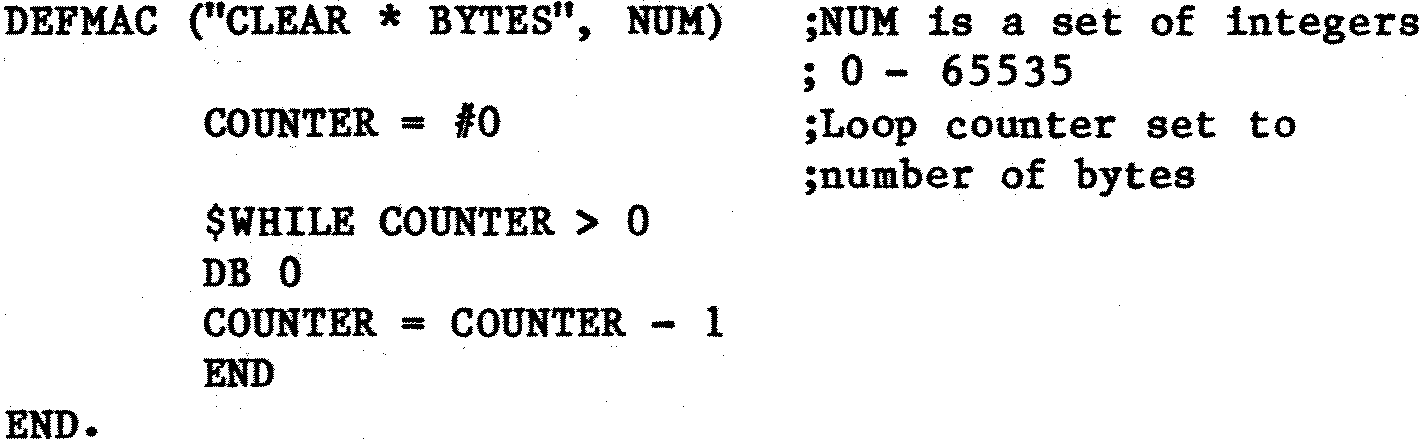 DEFMAC ("CLEAR * BYTES", NUM) ;NUM is a set of integers
; 0 - 65535
COUNTER = #0 ;Loop counter set to
;number of bytes
$WHILE COUNTER > 0
DB 0
COUNTER = COUNTER - 1
END
END.